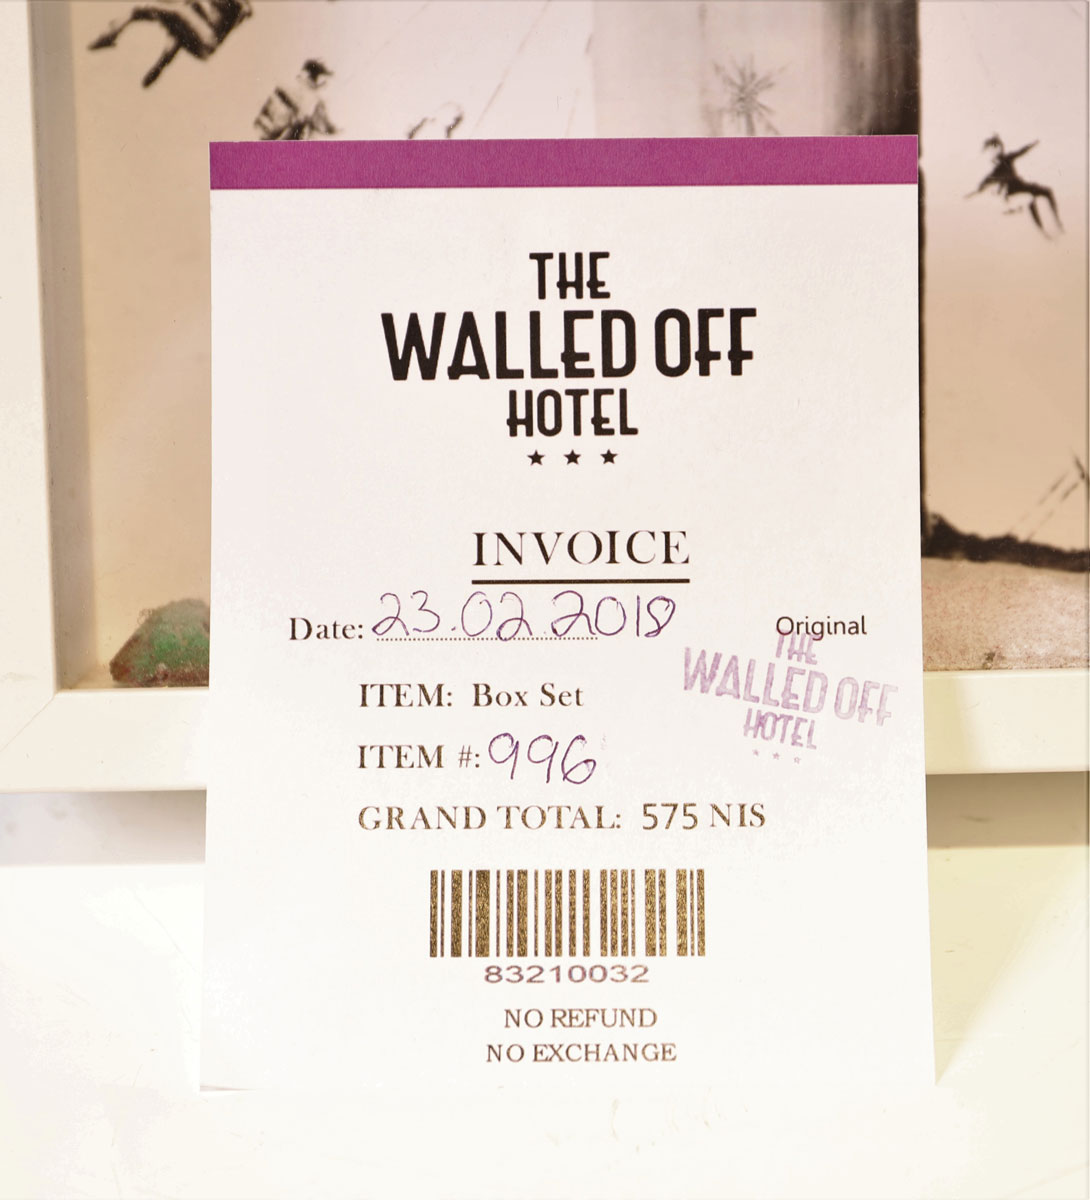 THE
WALLED OFF
HOTEL
INVOICE
Date: 23.02.2018
Original
THE
WALLED OFF
HOTEL
ITEM: Box Set
ITEM #: 996
GRAND TOTAL: 575 NIS
83210032
NO REFUND
NO EXCHANGE